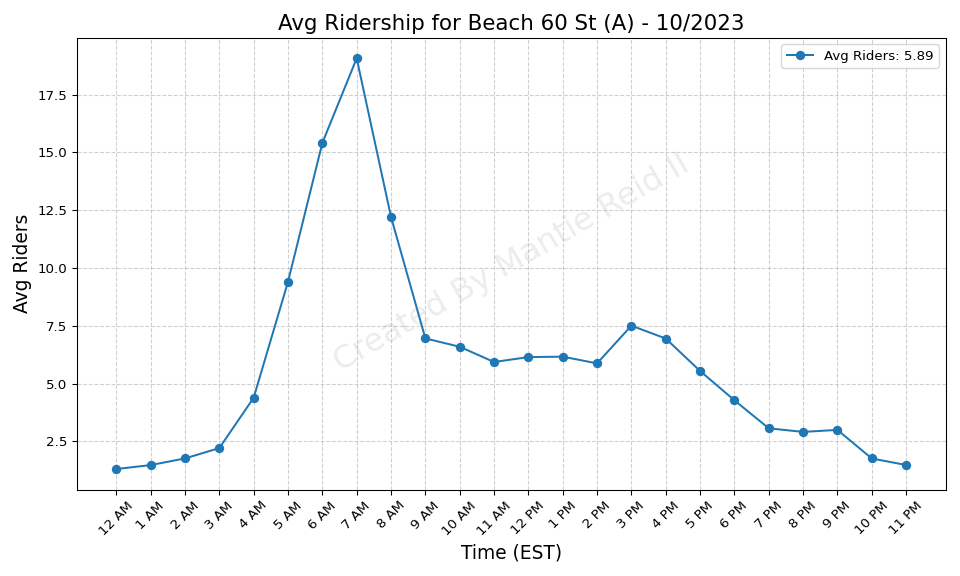 Avg Ridership for Beach 60 St (A) - 10/2023
Avg Riders: 5.89
Avg Riders
17.5
15.0
12.5
10.0
7.5
5.0
2.5
Created By Mantie Reid II
12 AM 1 AM 2 AM 3 AM 4 AM 5 AM 6 AM 7 AM 8 AM 9 AM 10 AM 11 AM 12 PM 1 PM 2 PM 3 PM 4 PM 5 PM 6 PM 7 PM 8 PM 9 PM 10 PM 11 PM
Time (EST)